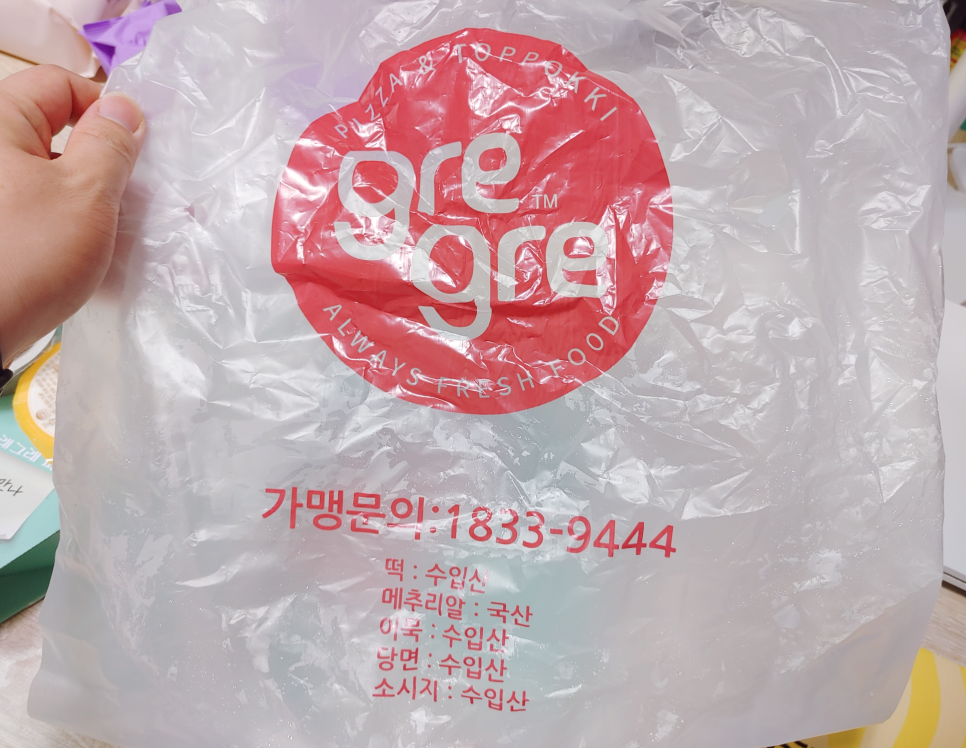 PIZZA & TOPPOKKI
gre
TM
gre
ALWAYS FRESH FOOD
가맹문의:1833-9444
떡 : 수입산
메추리알 : 국산
어묵 : 수입산
당면 : 수입산
소시지 : 수입산